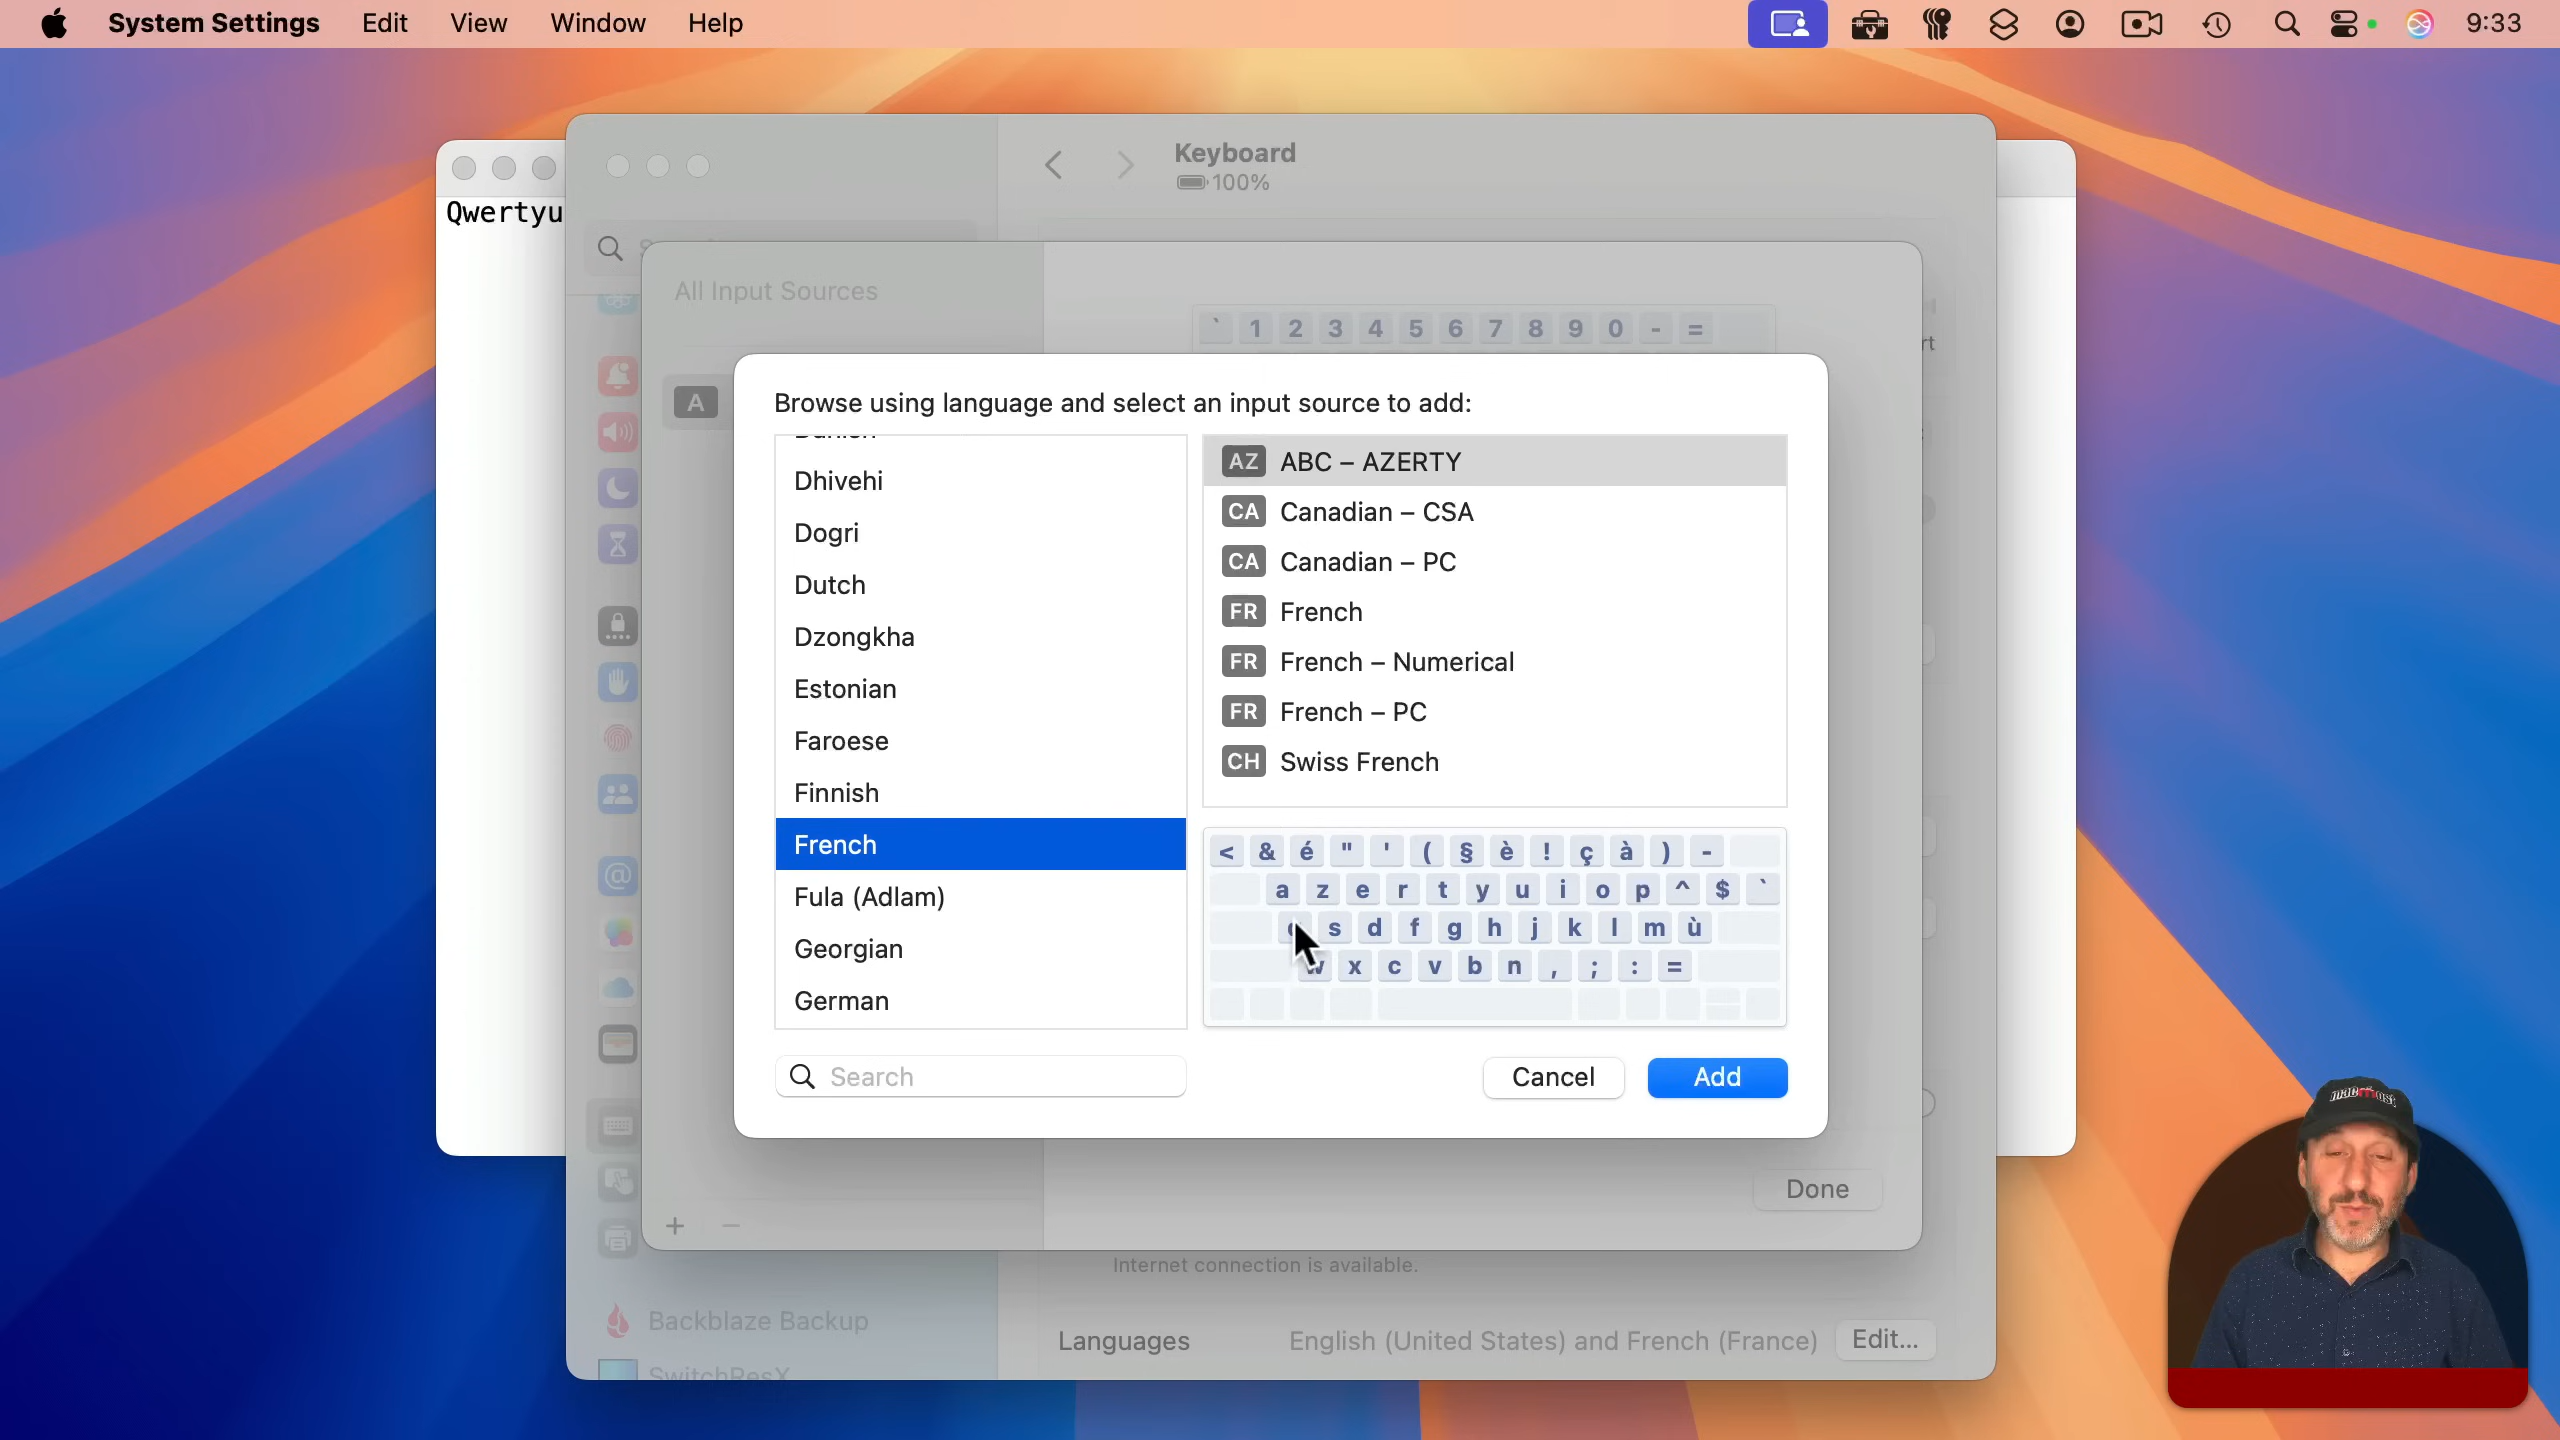 System Settings Edit View Window Help 9:33
Keyboard
100%
Qwertyu
All Input Sources
` 1 2 3 4 5 6 7 8 9 0 - =
rt
A
Browse using language and select an input source to add:
Dhivehi
Dogri
Dutch
Dzongkha
Estonian
Faroese
Finnish
French
Fula (Adlam)
Georgian
German
AZ ABC – AZERTY
CA Canadian – CSA
CA Canadian – PC
FR French
FR French – Numerical
FR French – PC
CH Swiss French
< & é " ' ( § è ! ç à ) -
a z e r t y u i o p ^ $ `
s d f g h j k l m ù
w x c v b n , ; : =
Search
Cancel Add
Done
+ −
Internet connection is available.
Backblaze Backup
Languages English (United States) and French (France) Edit...
SwitchResX
macmost